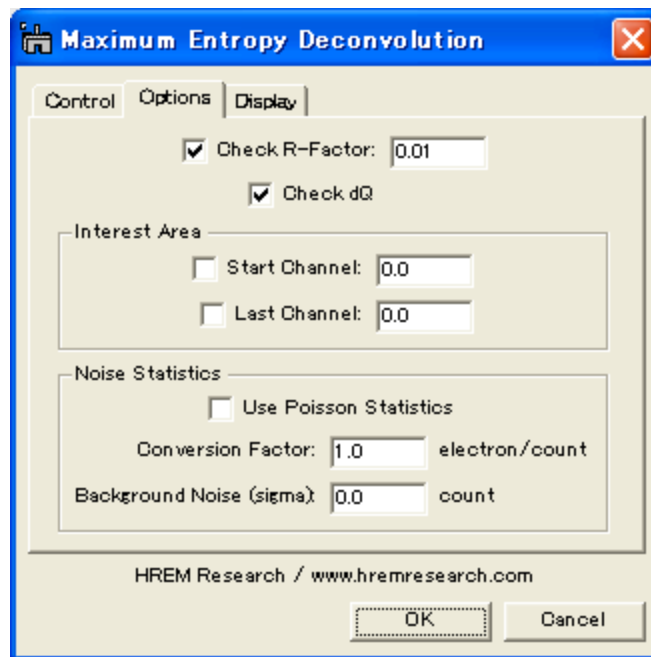 Maximum Entropy Deconvolution
Control Options Display
Check R-Factor: 0.01
Check dQ
Interest Area
Start Channel: 0.0
Last Channel: 0.0
Noise Statistics
Use Poisson Statistics
Conversion Factor: 1.0 electron/count
Background Noise (sigma): 0.0 count
HREM Research / www.hremresearch.com
OK Cancel